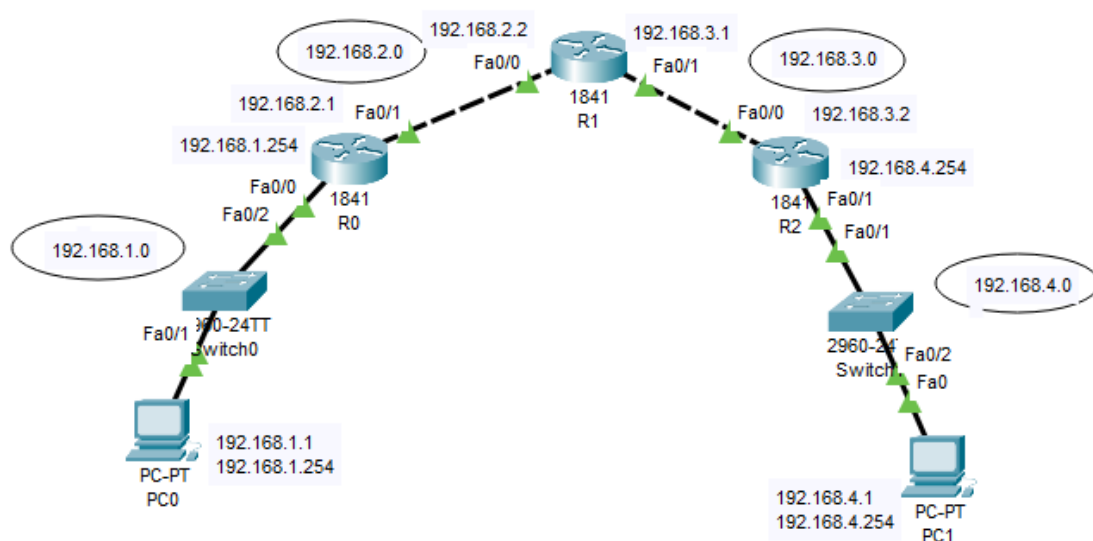 192.168.2.0
192.168.2.2
Fa0/0
192.168.3.1
Fa0/1
192.168.3.0
1841
R1
192.168.2.1
Fa0/1
192.168.1.254
Fa0/0
192.168.3.2
192.168.4.254
Fa0/0
Fa0/2
1841
R0
1841
R2
Fa0/1
Fa0/1
192.168.1.0
192.168.4.0
Fa0/1
960-24TT
Switch0
2960-24
Switch
Fa0/2
Fa0
192.168.1.1
192.168.1.254
PC-PT
PC0
192.168.4.1
192.168.4.254
PC-PT
PC1